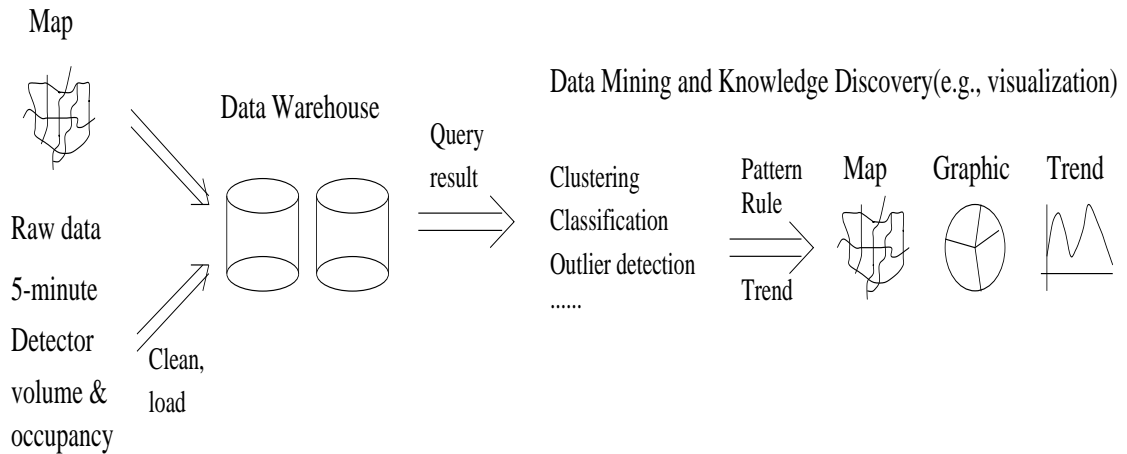 Map
Raw data
5-minute
Detector
volume &
occupancy
Clean,
load
Data Warehouse
Query
result
Data Mining and Knowledge Discovery(e.g., visualization)
Clustering
Classification
Outlier detection
......
Pattern
Rule
Trend
Map
Graphic
Trend